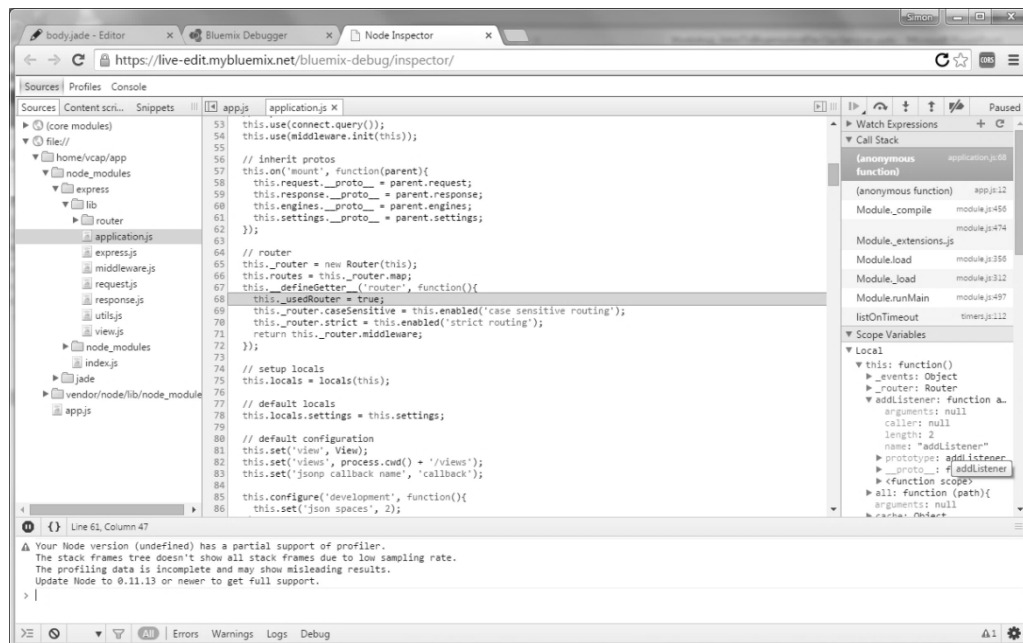 Simon
body.jade - Editor
Bluemix Debugger
Node Inspector
https://live-edit.mybluemix.net/bluemix-debug/inspector/
CORS
Sources Profiles Console
Sources Content scri... Snippets
app.js application.js ×
Paused
(core modules)
file://
home/vcap/app
node_modules
express
lib
router
application.js
express.js
middleware.js
request.js
response.js
utils.js
view.js
node_modules
index.js
jade
vendor/node/lib/node_module
app.js
53 this.use(connect.query());
54 this.use(middleware.init(this));
55
56 // inherit protos
57 this.on('mount', function(parent){
58 this.request.__proto__ = parent.request;
59 this.response.__proto__ = parent.response;
60 this.engines.__proto__ = parent.engines;
61 this.settings.__proto__ = parent.settings;
62 });
63
64 // router
65 this._router = new Router(this);
66 this.routes = this._router.map;
67 this.__defineGetter__('router', function(){
68 this._usedRouter = true;
69 this._router.caseSensitive = this.enabled('case sensitive routing');
70 this._router.strict = this.enabled('strict routing');
71 return this._router.middleware;
72 });
73
74 // setup locals
75 this.locals = locals(this);
76
77 // default locals
78 this.locals.settings = this.settings;
79
80 // default configuration
81 this.set('view', View);
82 this.set('views', process.cwd() + '/views');
83 this.set('jsonp callback name', 'callback');
84
85 this.configure('development', function(){
86 this.set('json spaces', 2);
Watch Expressions + C
Call Stack
(anonymous function) application.js:68
(anonymous function) app.js:12
Module._compile module.js:456
module.js:474
Module._extensions..js
Module.load module.js:356
Module._load module.js:312
Module.runMain module.js:497
listOnTimeout timers.js:112
Scope Variables
Local
this: function()
_events: Object
_router: Router
addListener: function a...
arguments: null
caller: null
length: 2
name: "addListener"
prototype: addListener
__proto__: f
addListener
<function scope>
all: function (path){
arguments: null
cache: Object
{} Line 61, Column 47
Your Node version (undefined) has a partial support of profiler.
The stack frames tree doesn't show all stack frames due to low sampling rate.
The profiling data is incomplete and may show misleading results.
Update Node to 0.11.13 or newer to get full support.
>
All Errors Warnings Logs Debug
1